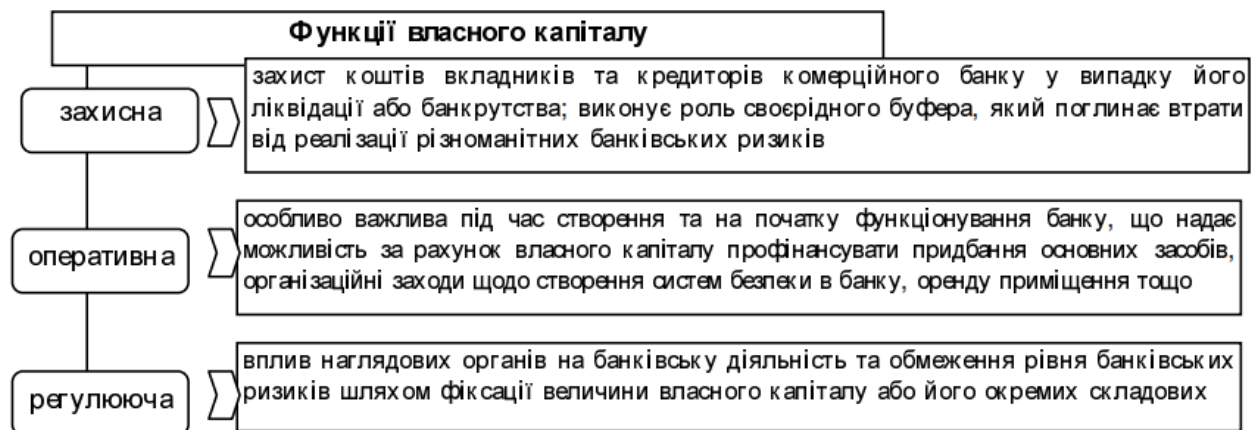 Функції власного капіталу
захисна
захист коштів вкладників та кредиторів комерційного банку у випадку його
ліквідації або банкрутства; виконує роль своєрідного буфера, який поглинає втрати
від реалізації різноманітних банківських ризиків
оперативна
особливо важлива під час створення та на початку функціонування банку, що надає
можливість за рахунок власного капіталу профінансувати придбання основних засобів,
організаційні заходи щодо створення систем безпеки в банку, оренду приміщення тощо
регулююча
вплив наглядових органів на банківську діяльність та обмеження рівня банківських
ризиків шляхом фіксації величини власного капіталу або його окремих складових